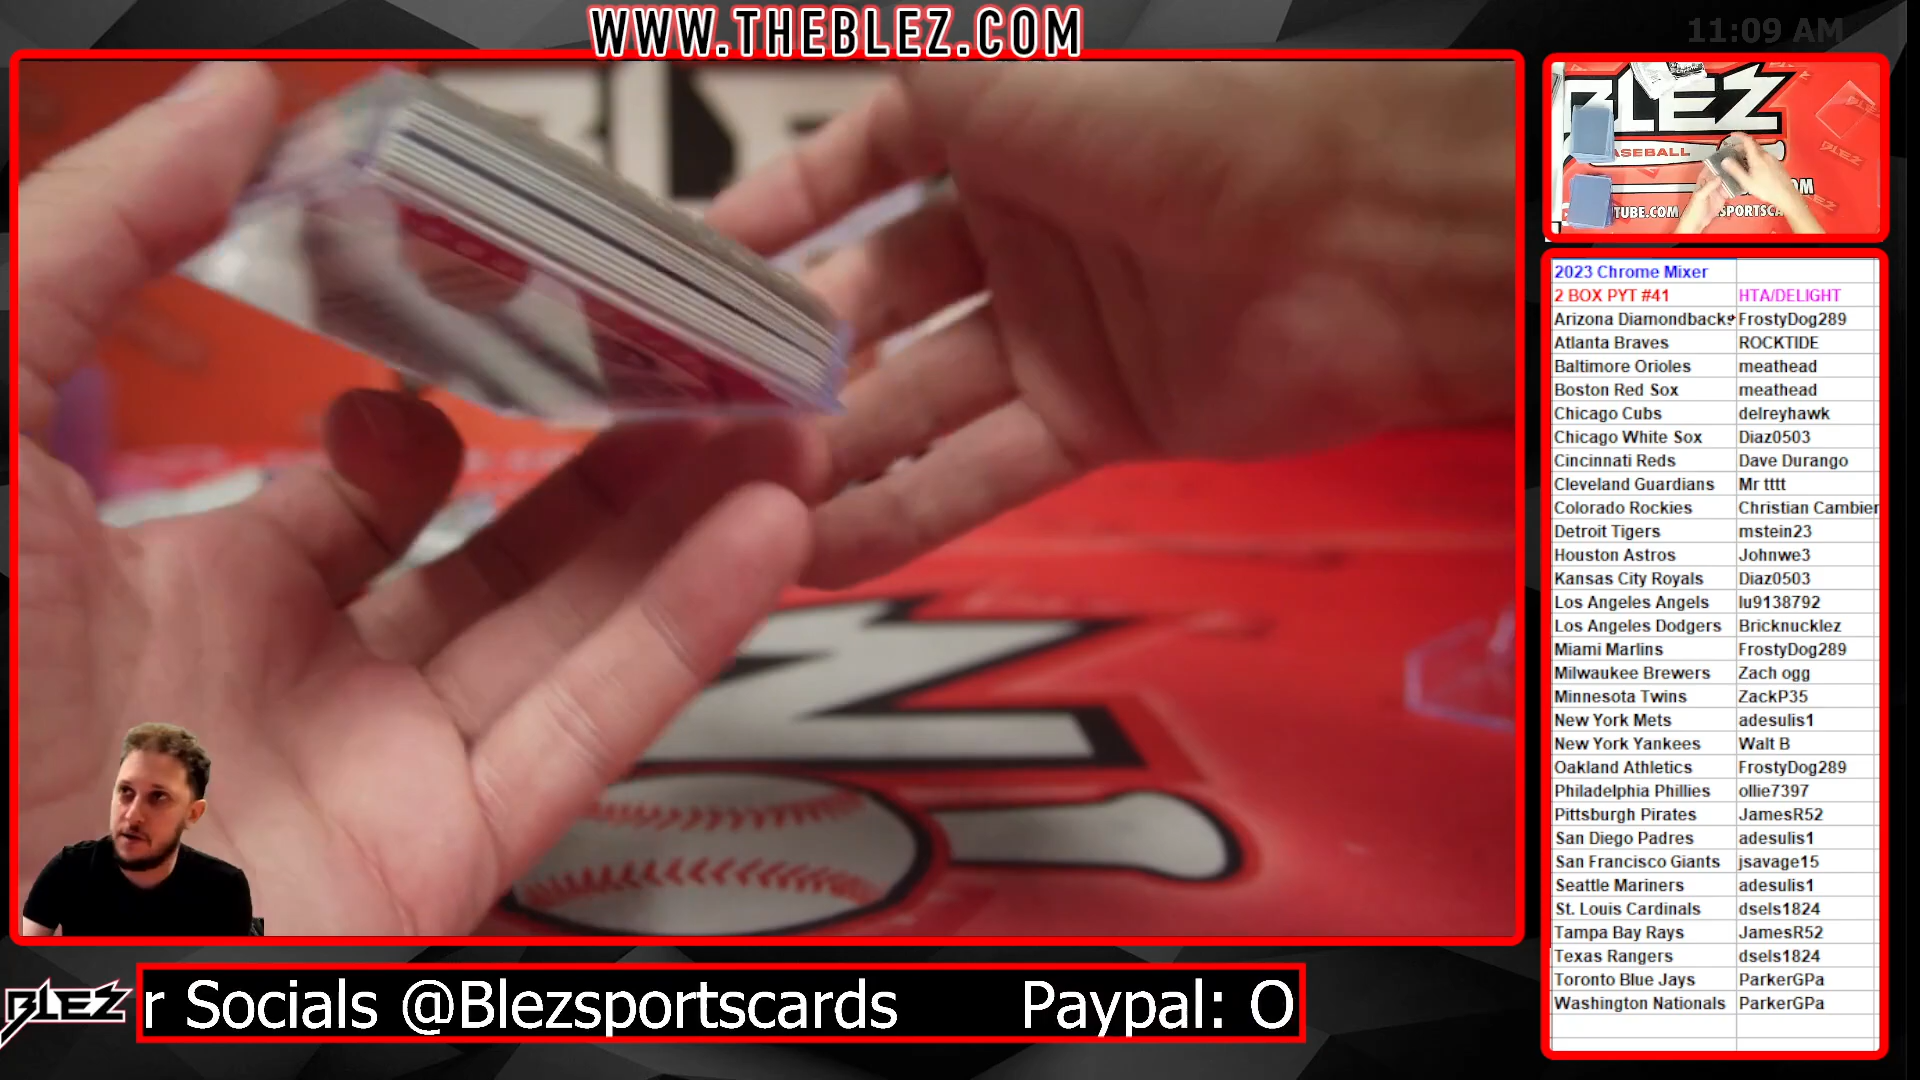 WWW.THEBLEZ.COM
11:09 AM
BLEZ
ASEBALL
TUBE.COM
SPORTSCA
2023 Chrome Mixer
2 BOX PYT #41 HTA/DELIGHT
Arizona Diamondbacks FrostyDog289
Atlanta Braves ROCKTIDE
Baltimore Orioles meathead
Boston Red Sox meathead
Chicago Cubs delreyhawk
Chicago White Sox Diaz0503
Cincinnati Reds Dave Durango
Cleveland Guardians Mr tttt
Colorado Rockies Christian Cambier
Detroit Tigers mstein23
Houston Astros Johnwe3
Kansas City Royals Diaz0503
Los Angeles Angels lu9138792
Los Angeles Dodgers Bricknucklez
Miami Marlins FrostyDog289
Milwaukee Brewers Zach ogg
Minnesota Twins ZackP35
New York Mets adesulis1
New York Yankees Walt B
Oakland Athletics FrostyDog289
Philadelphia Phillies ollie7397
Pittsburgh Pirates JamesR52
San Diego Padres adesulis1
San Francisco Giants jsavage15
Seattle Mariners adesulis1
St. Louis Cardinals dsels1824
Tampa Bay Rays JamesR52
Texas Rangers dsels1824
Toronto Blue Jays ParkerGPa
Washington Nationals ParkerGPa
BLEZ
r Socials @Blezsportscards Paypal: O